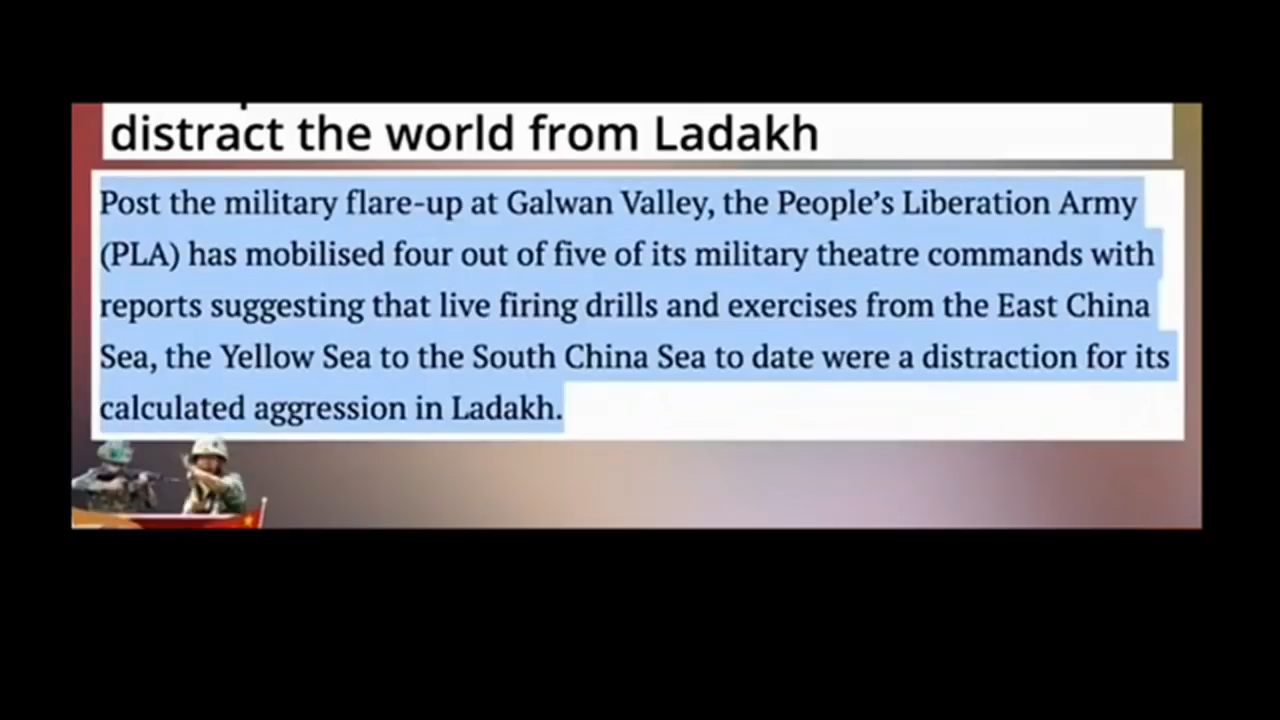 distract the world from Ladakh
Post the military flare-up at Galwan Valley, the People's Liberation Army
(PLA) has mobilised four out of five of its military theatre commands with
reports suggesting that live firing drills and exercises from the East China
Sea, the Yellow Sea to the South China Sea to date were a distraction for its
calculated aggression in Ladakh.